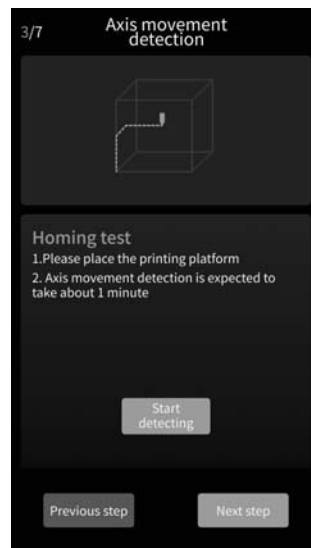 3/7
Axis movement
detection
Homing test
1.Please place the printing platform
2. Axis movement detection is expected to
take about 1 minute
Start
detecting
Previous step
Next step